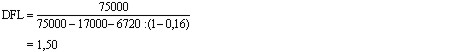 DFL = 75000
75000 – 17000 – 6720 :(1– 0,16)
= 1,50